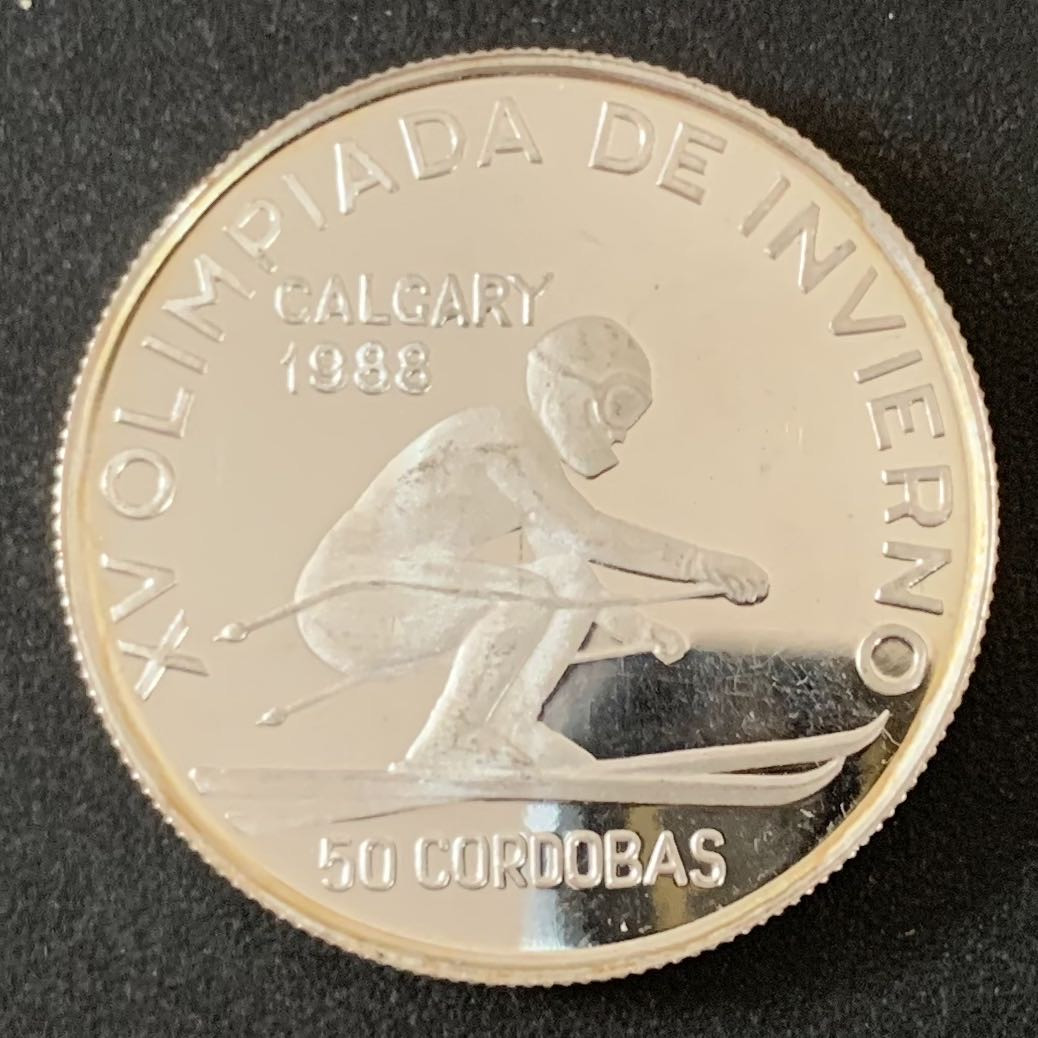 XV OLIMPIADA DE INVIERNO
CALGARY
1988
50 CORDOBAS